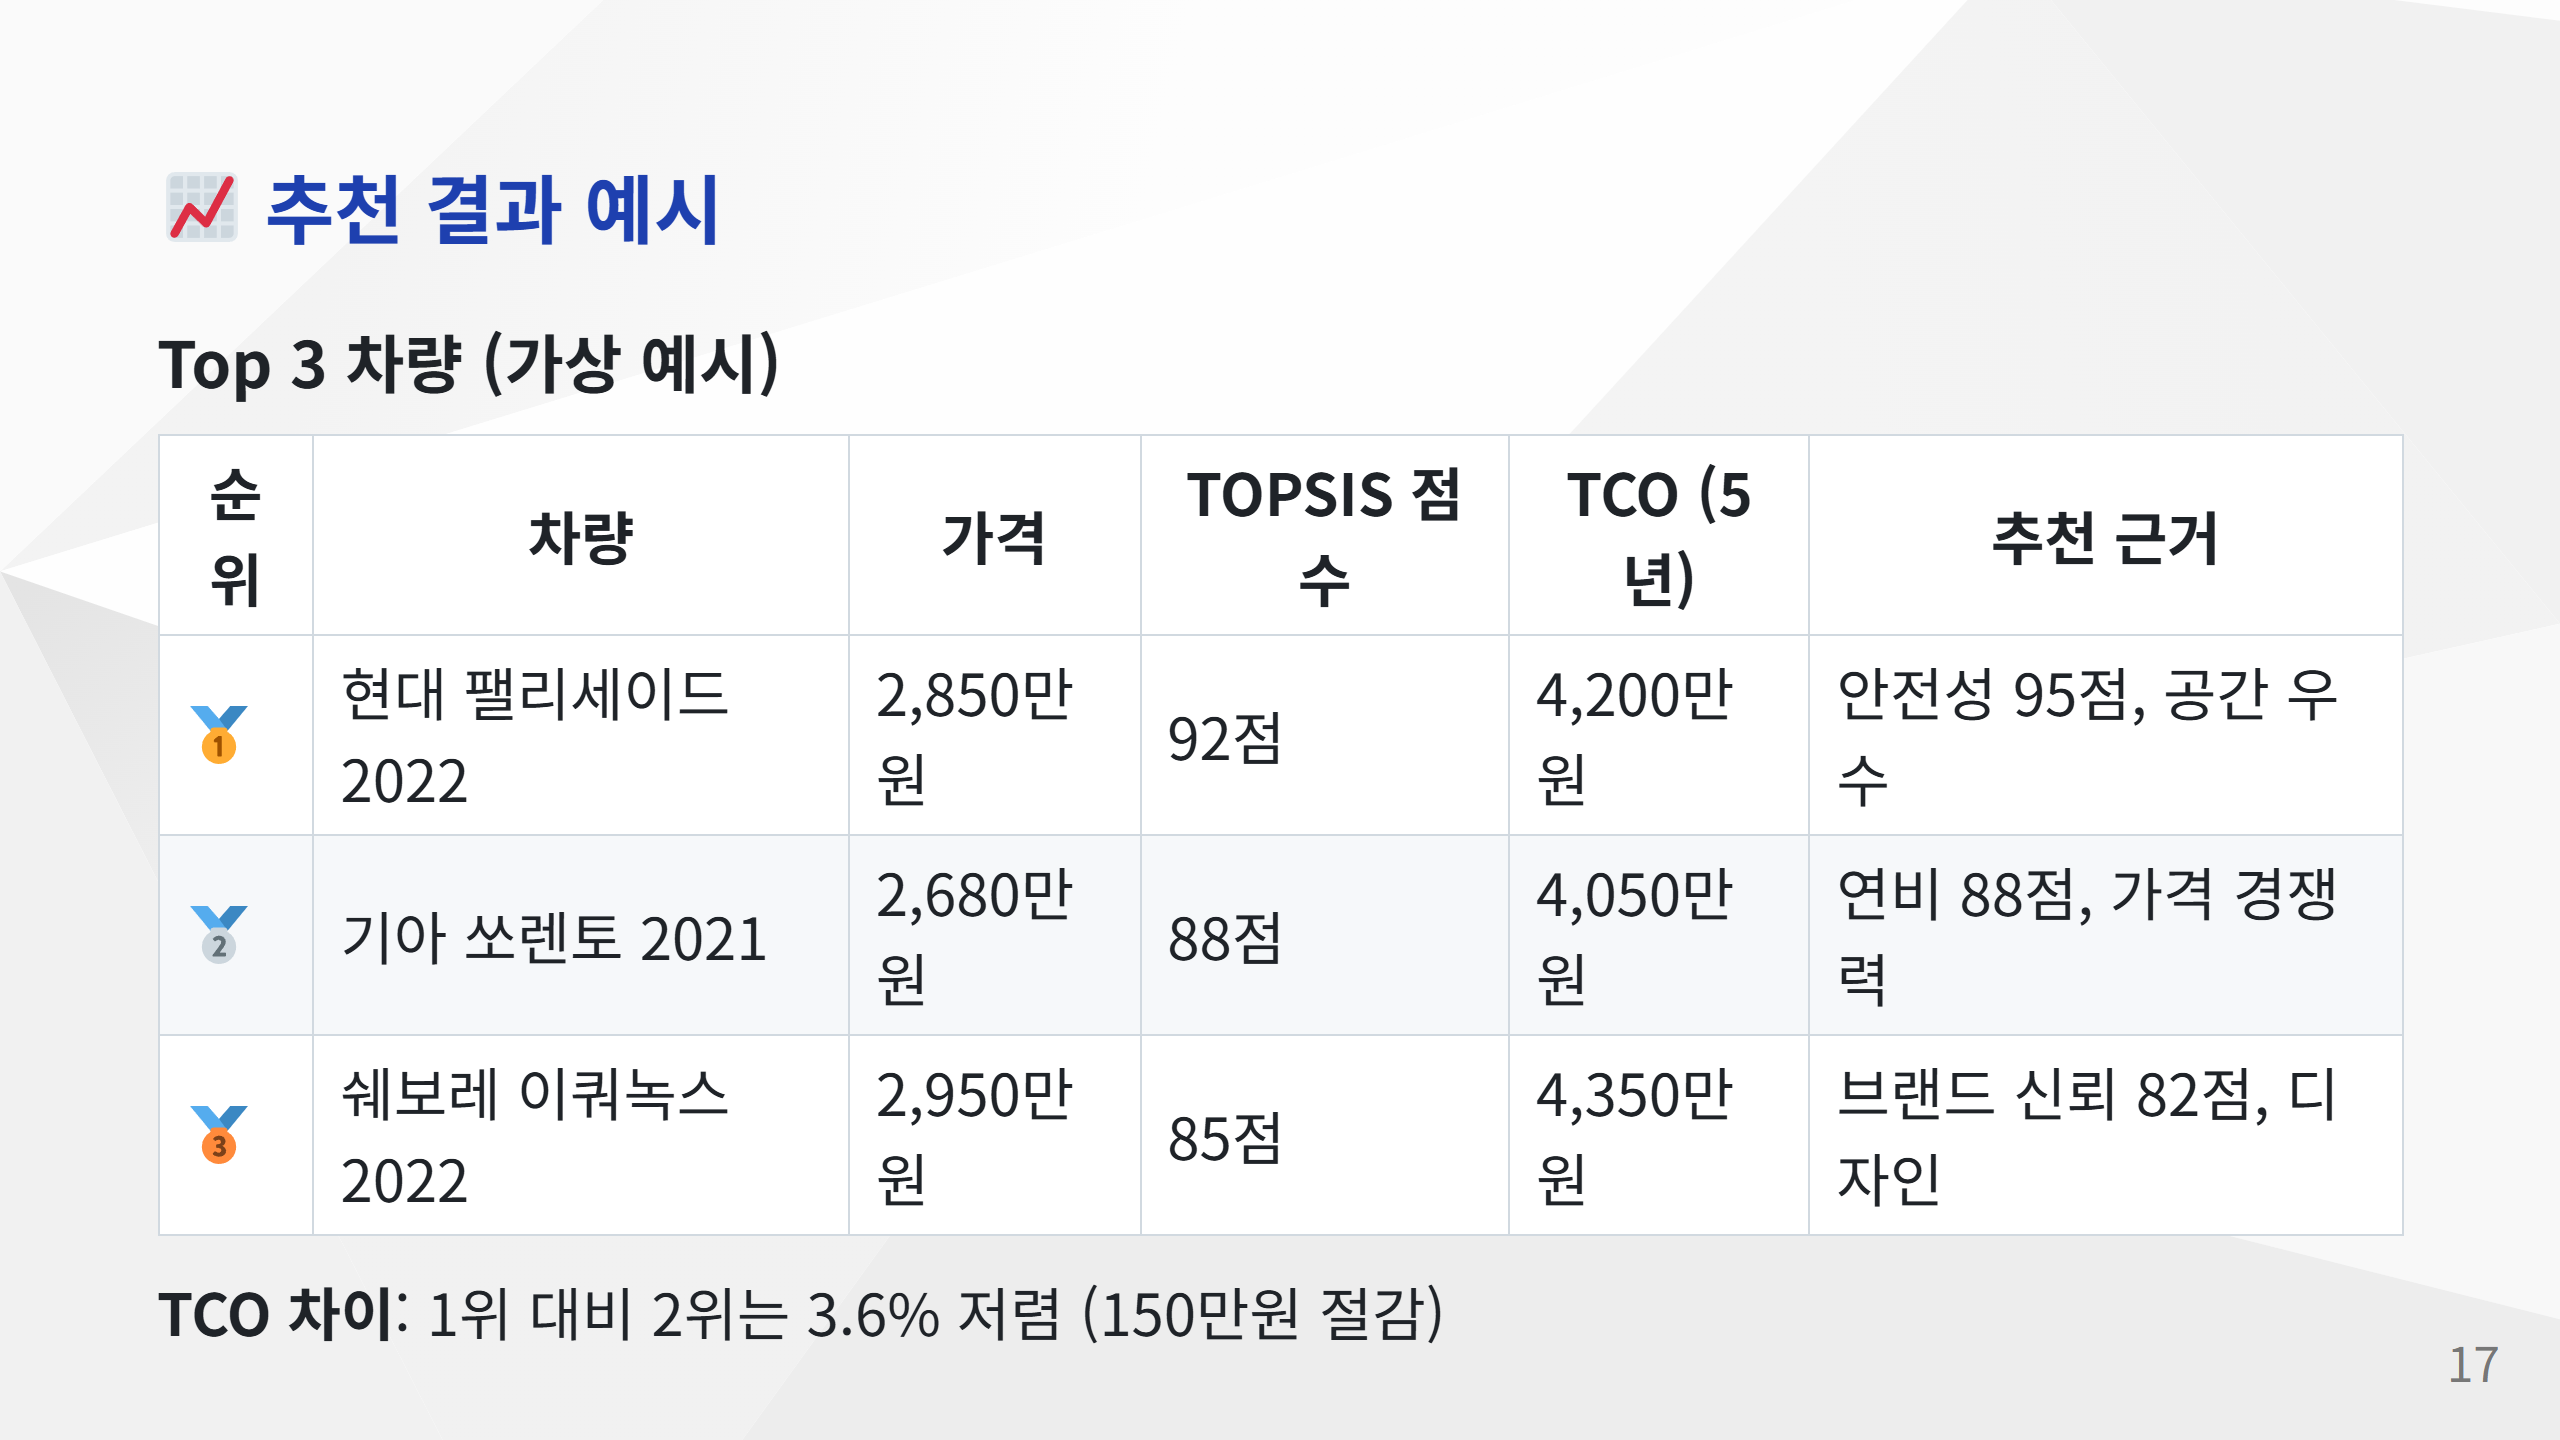 📈 추천 결과 예시
Top 3 차량 (가상 예시)
순
위
차량
가격
TOPSIS 점
수
TCO (5
년)
추천 근거
1
현대 팰리세이드
2022
2,850만
원
92점
4,200만
원
안전성 95점, 공간 우
수
2
기아 쏘렌토 2021
2,680만
원
88점
4,050만
원
연비 88점, 가격 경쟁
력
3
쉐보레 이쿼녹스
2022
2,950만
원
85점
4,350만
원
브랜드 신뢰 82점, 디
자인
TCO 차이: 1위 대비 2위는 3.6% 저렴 (150만원 절감)
17